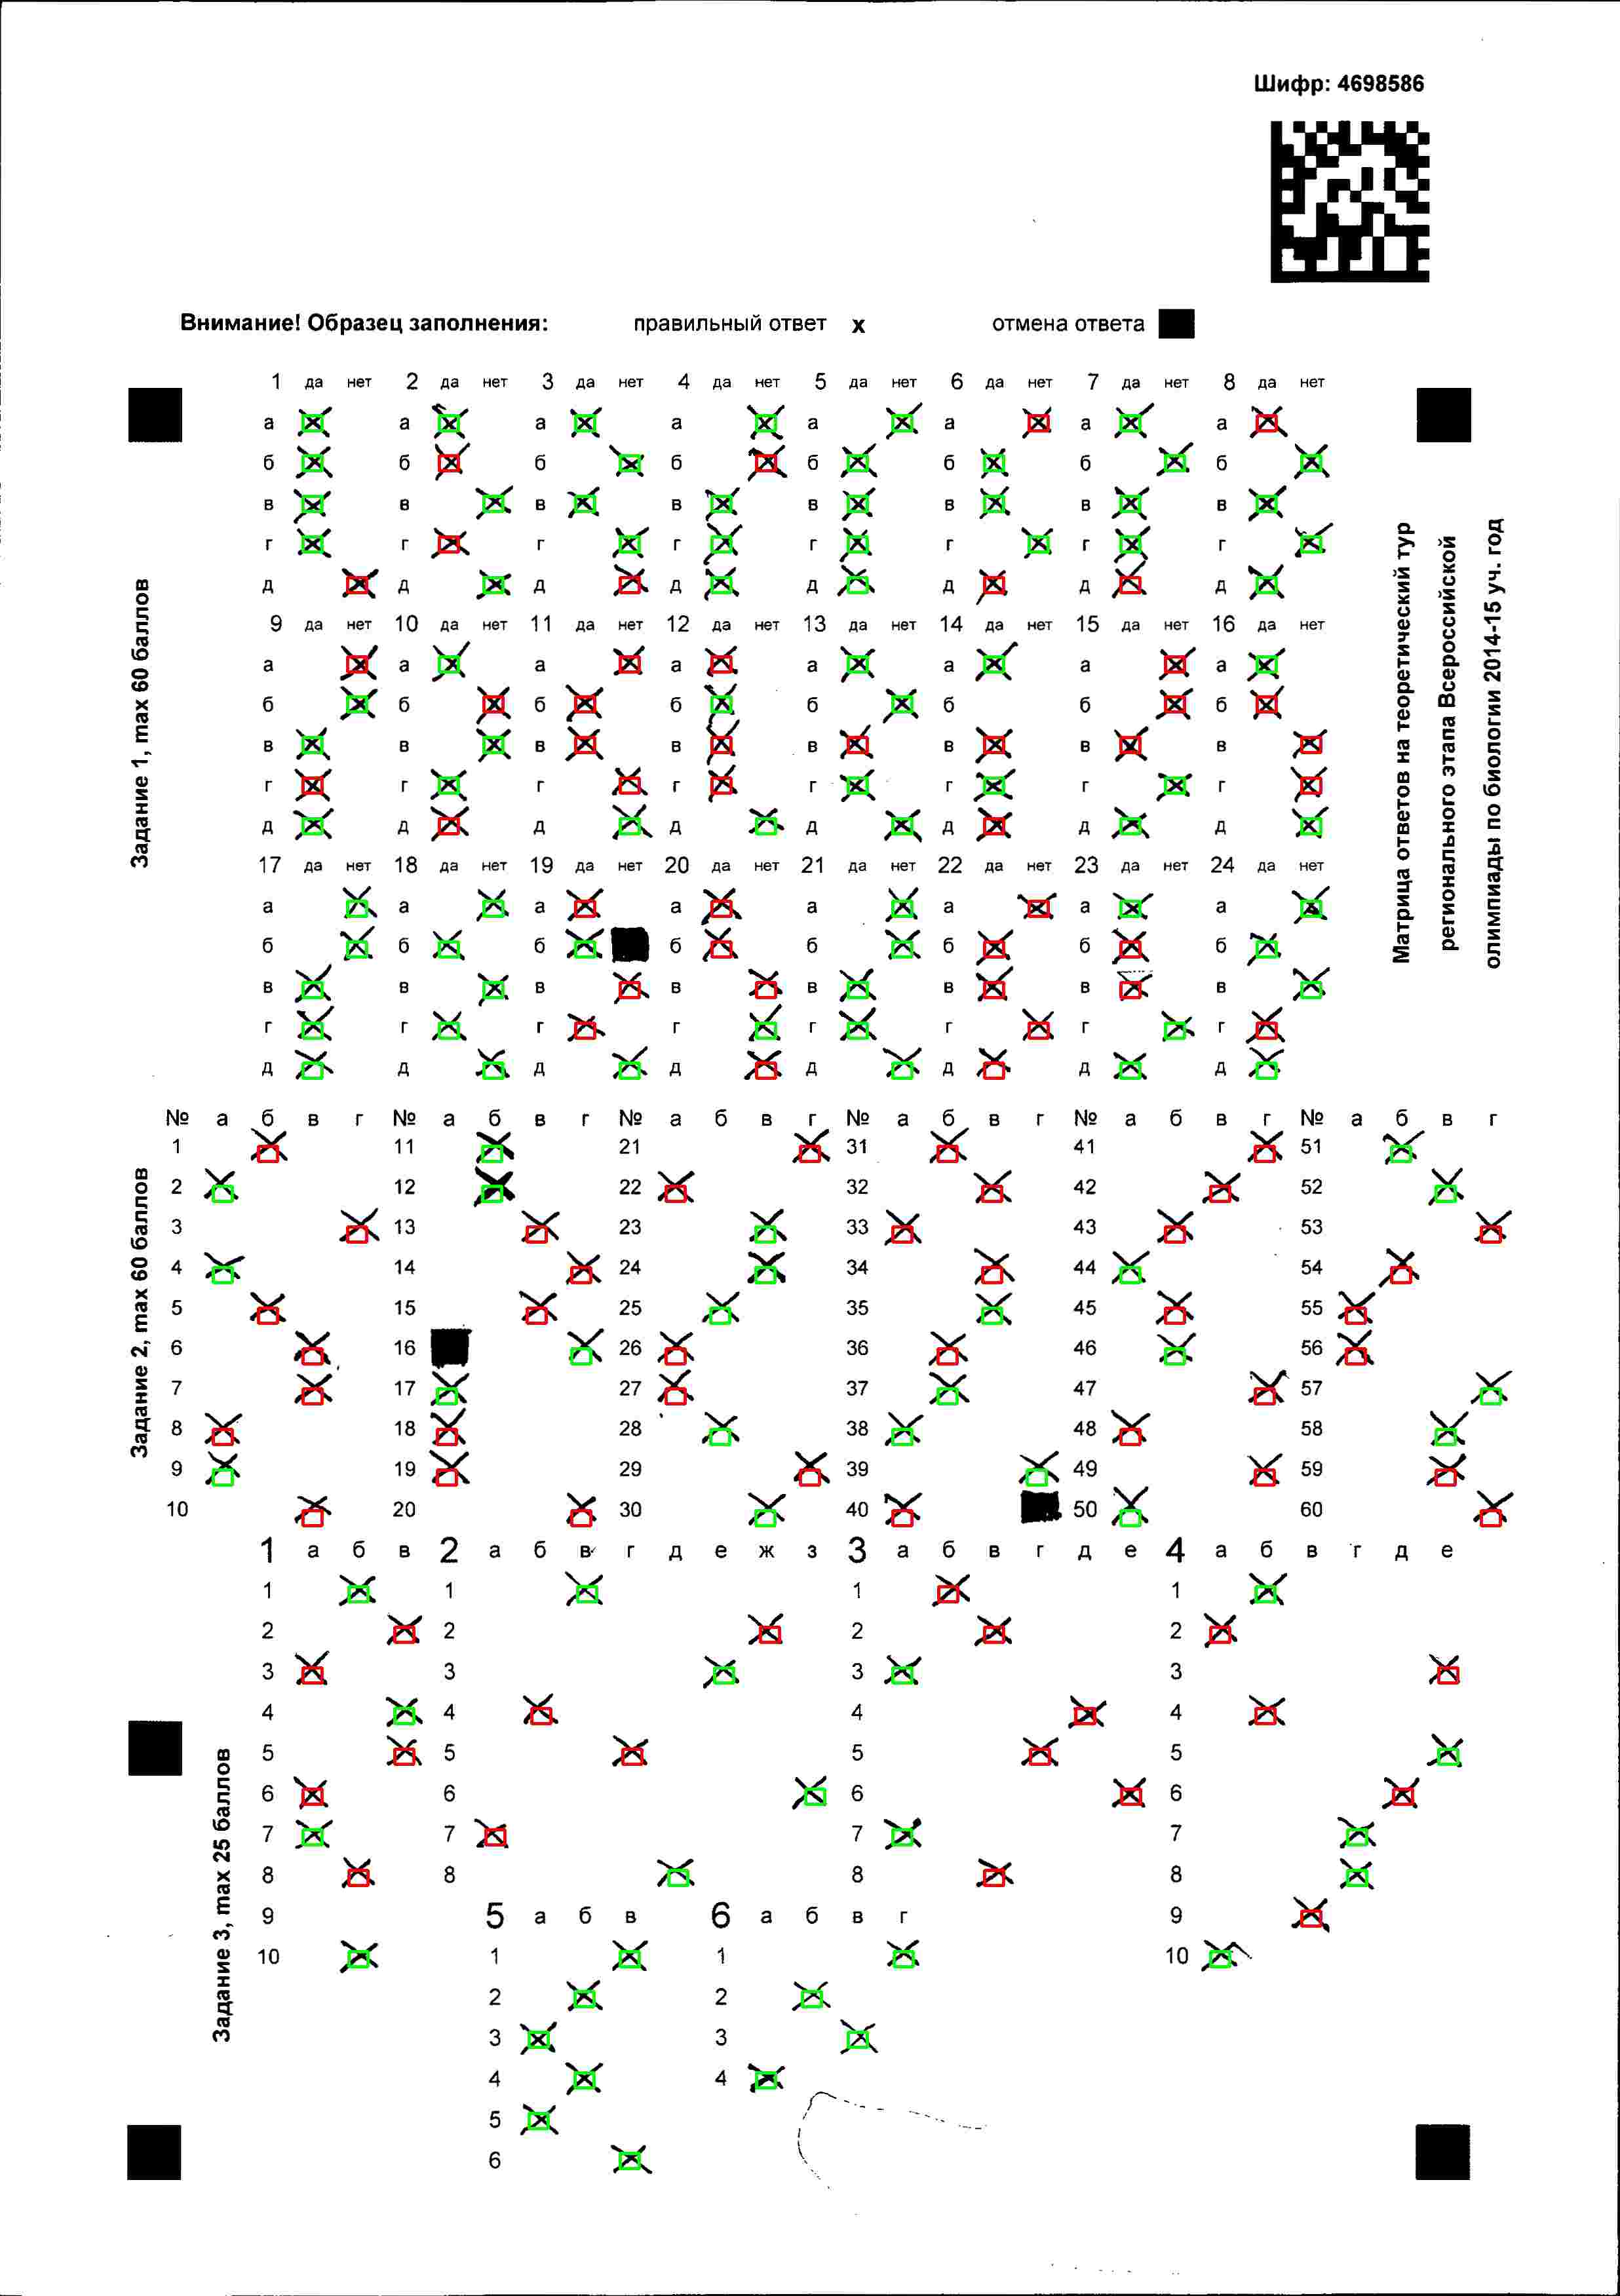 Шифр: 4698586
Внимание! Образец заполнения: правильный ответ x отмена ответа
1 да нет 2 да нет 3 да нет 4 да нет 5 да нет 6 да нет 7 да нет 8 да нет
а а а а а а а а
б б б б б б б б
в в в в в в в в
г г г г г г г г
д д д д д д д д
9 да нет 10 да нет 11 да нет 12 да нет 13 да нет 14 да нет 15 да нет 16 да нет
а а а а а а а а
б б б б б б б б
в в в в в в в в
г г г г г г г г
д д д д д д д д
17 да нет 18 да нет 19 да нет 20 да нет 21 да нет 22 да нет 23 да нет 24 да нет
а а а а а а а а
б б б б б б б б
в в в в в в в в
г г г г г г г г
д д д д д д д д
Задание 1, max 60 баллов
Матрица ответов на теоретический тур
регионального этапа Всероссийской
олимпиады по биологии 2014-15 уч. год
№ а б в г № а б в г № а б в г № а б в г № а б в г № а б в г
1 11 21 31 41 51
2 12 22 32 42 52
3 13 23 33 43 53
4 14 24 34 44 54
5 15 25 35 45 55
6 16 26 36 46 56
7 17 27 37 47 57
8 18 28 38 48 58
9 19 29 39 49 59
10 20 30 40 50 60
Задание 2, max 60 баллов
1 а б в 2 а б в г д е ж з 3 а б в г д е 4 а б в г д е
1 1 1 1
2 2 2 2
3 3 3 3
4 4 4 4
5 5 5 5
6 6 6 6
7 7 7 7
8 8 8 8
9 5 а б в 6 а б в г 9
10 1 1 10
2 2
3 3
4 4
5
6
Задание 3, max 25 баллов